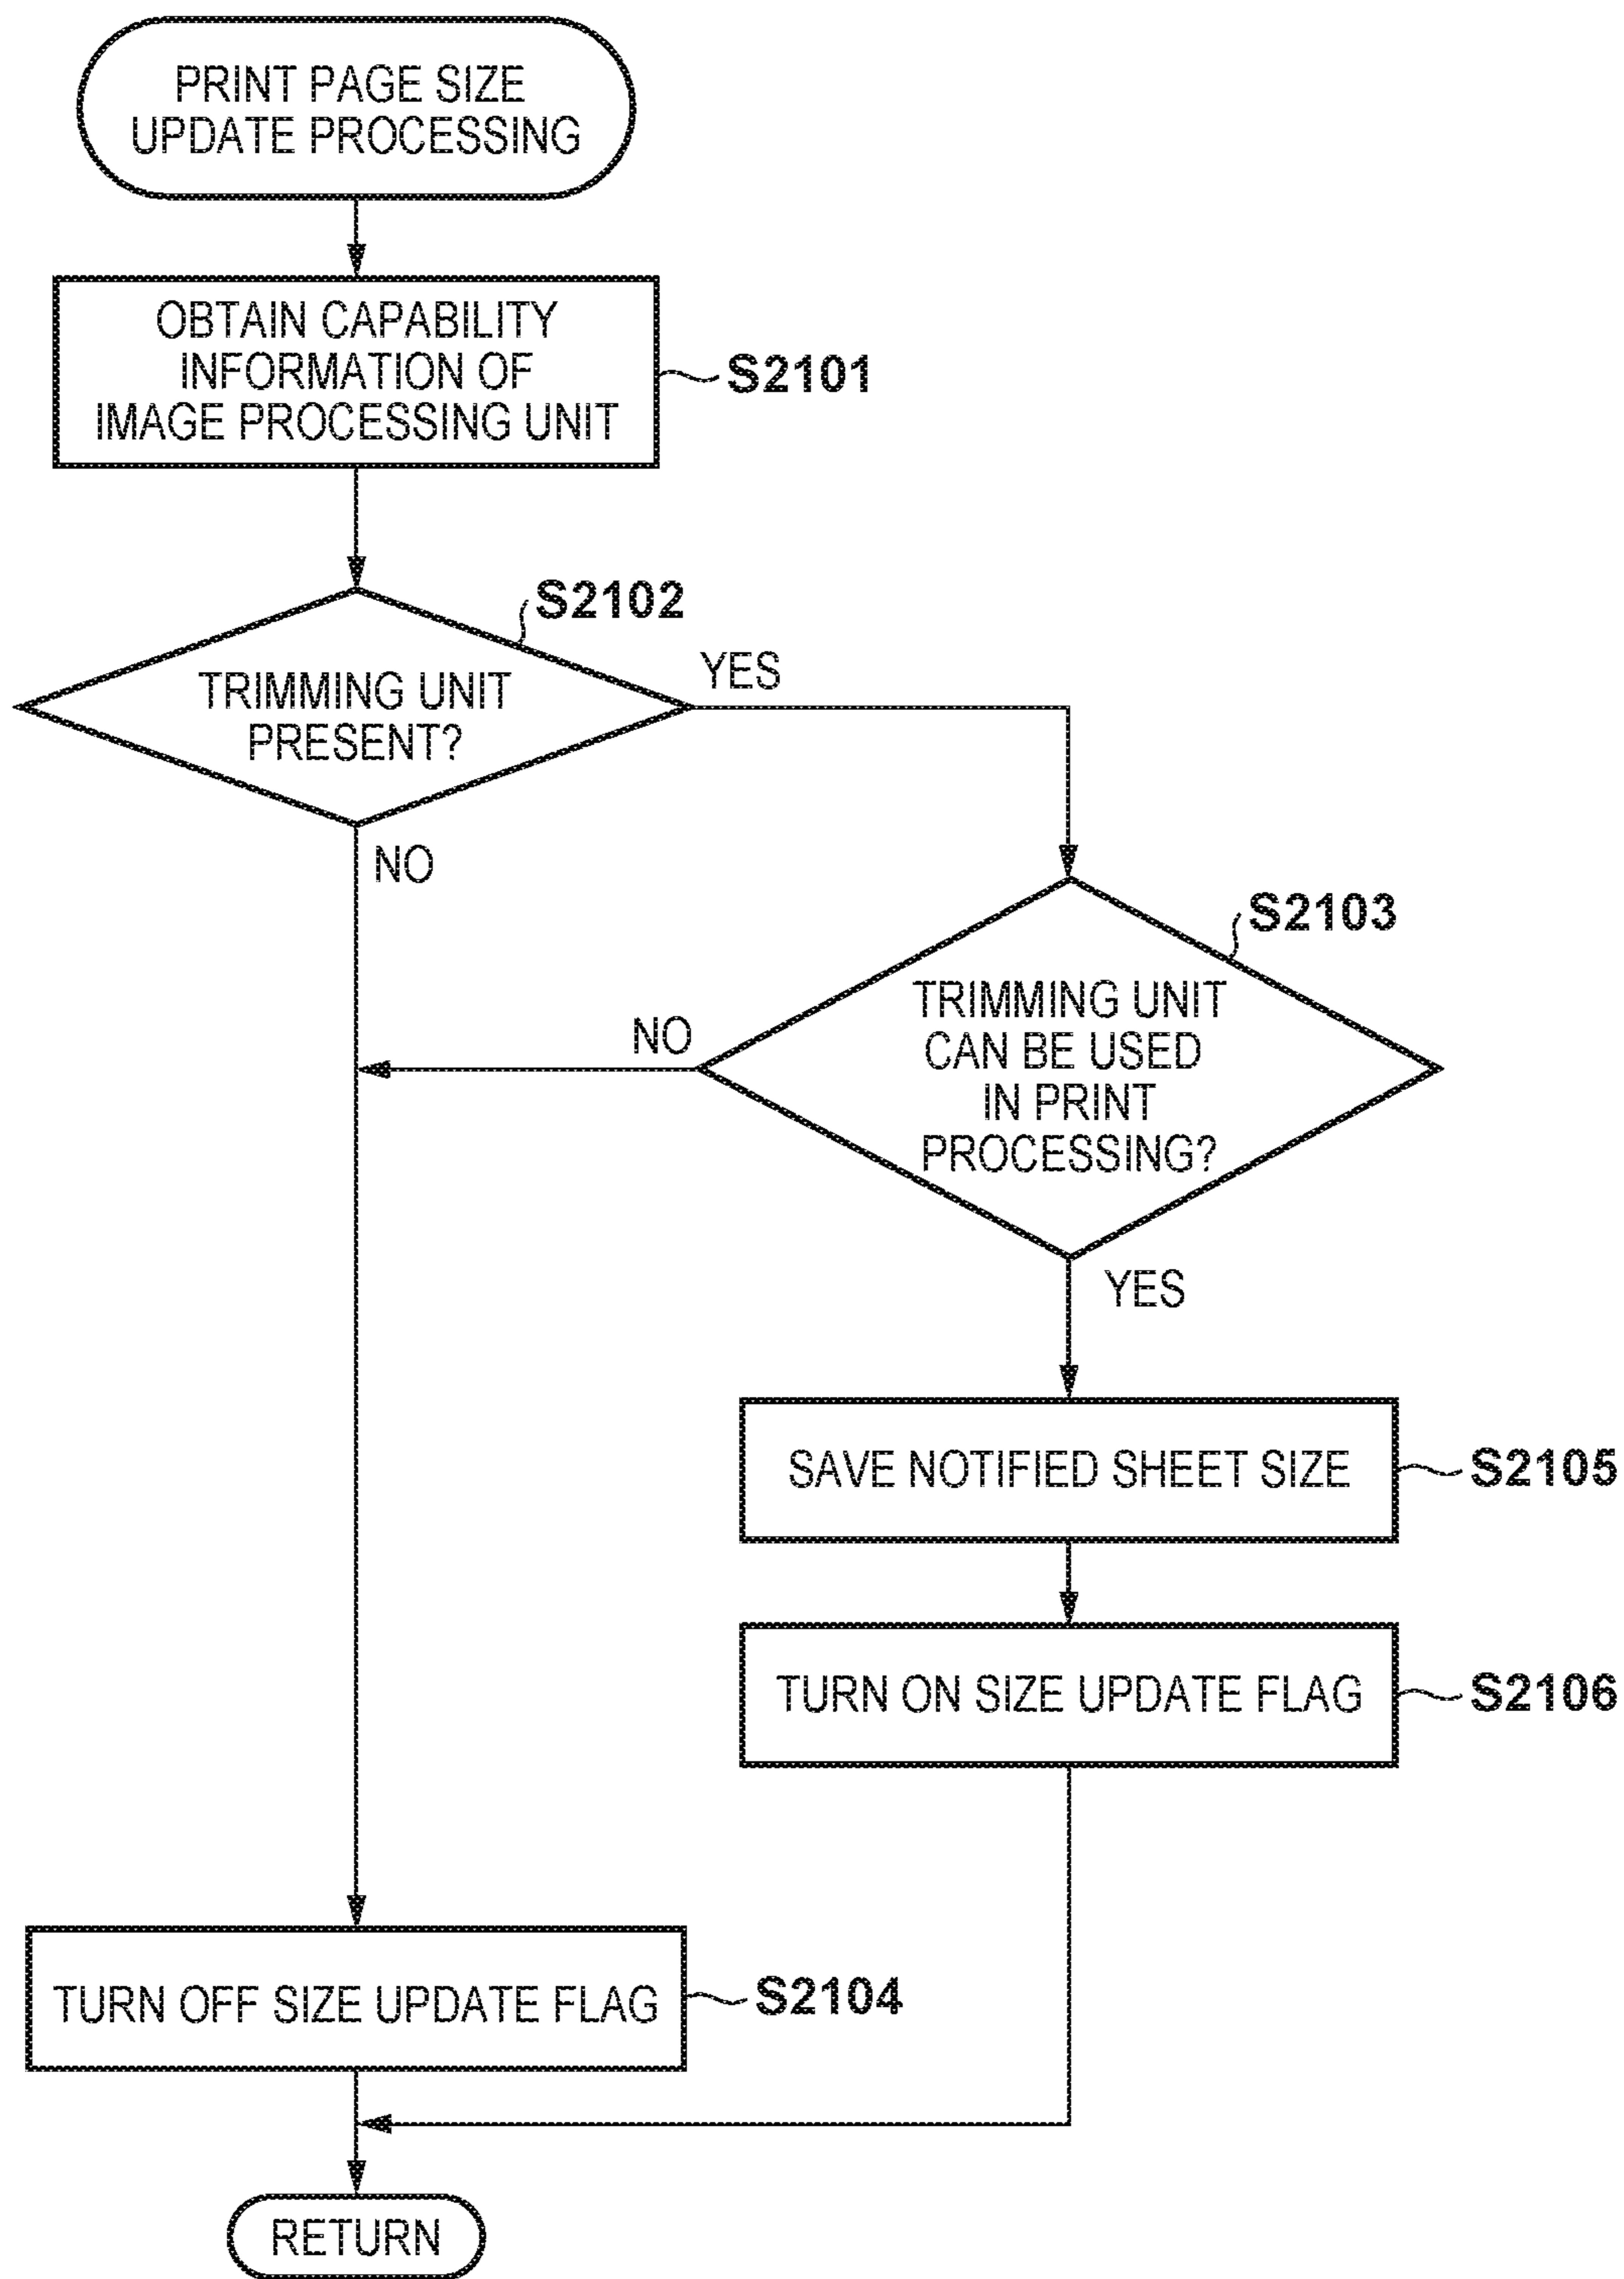 PRINT PAGE SIZE
UPDATE PROCESSING
OBTAIN CAPABILITY
INFORMATION OF
IMAGE PROCESSING UNIT
S2101
S2102
TRIMMING UNIT
PRESENT?
YES
NO
S2103
TRIMMING UNIT
CAN BE USED
IN PRINT
PROCESSING?
NO
YES
SAVE NOTIFIED SHEET SIZE
S2105
TURN ON SIZE UPDATE FLAG
S2106
TURN OFF SIZE UPDATE FLAG
S2104
RETURN